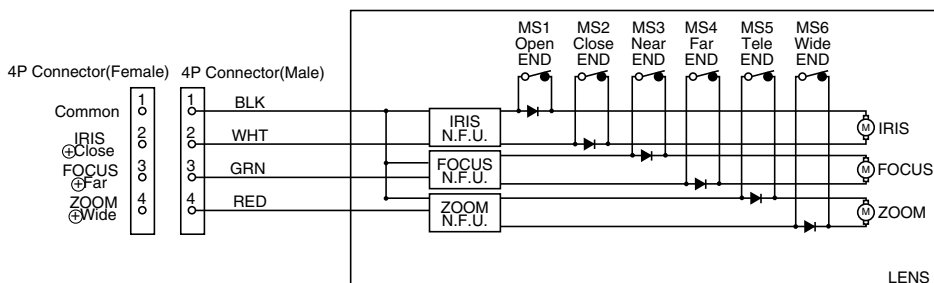 MS1 MS2 MS3 MS4 MS5 MS6
Open Close Near Far Tele Wide
END END END END END END
4P Connector(Female) 4P Connector(Male)
1 1 BLK
Common
IRIS
⊕Close
2 2 WHT
FOCUS
⊕Far
3 3 GRN
ZOOM
⊕Wide
4 4 RED
IRIS
N.F.U.
FOCUS
N.F.U.
ZOOM
N.F.U.
M IRIS
M FOCUS
M ZOOM
LENS